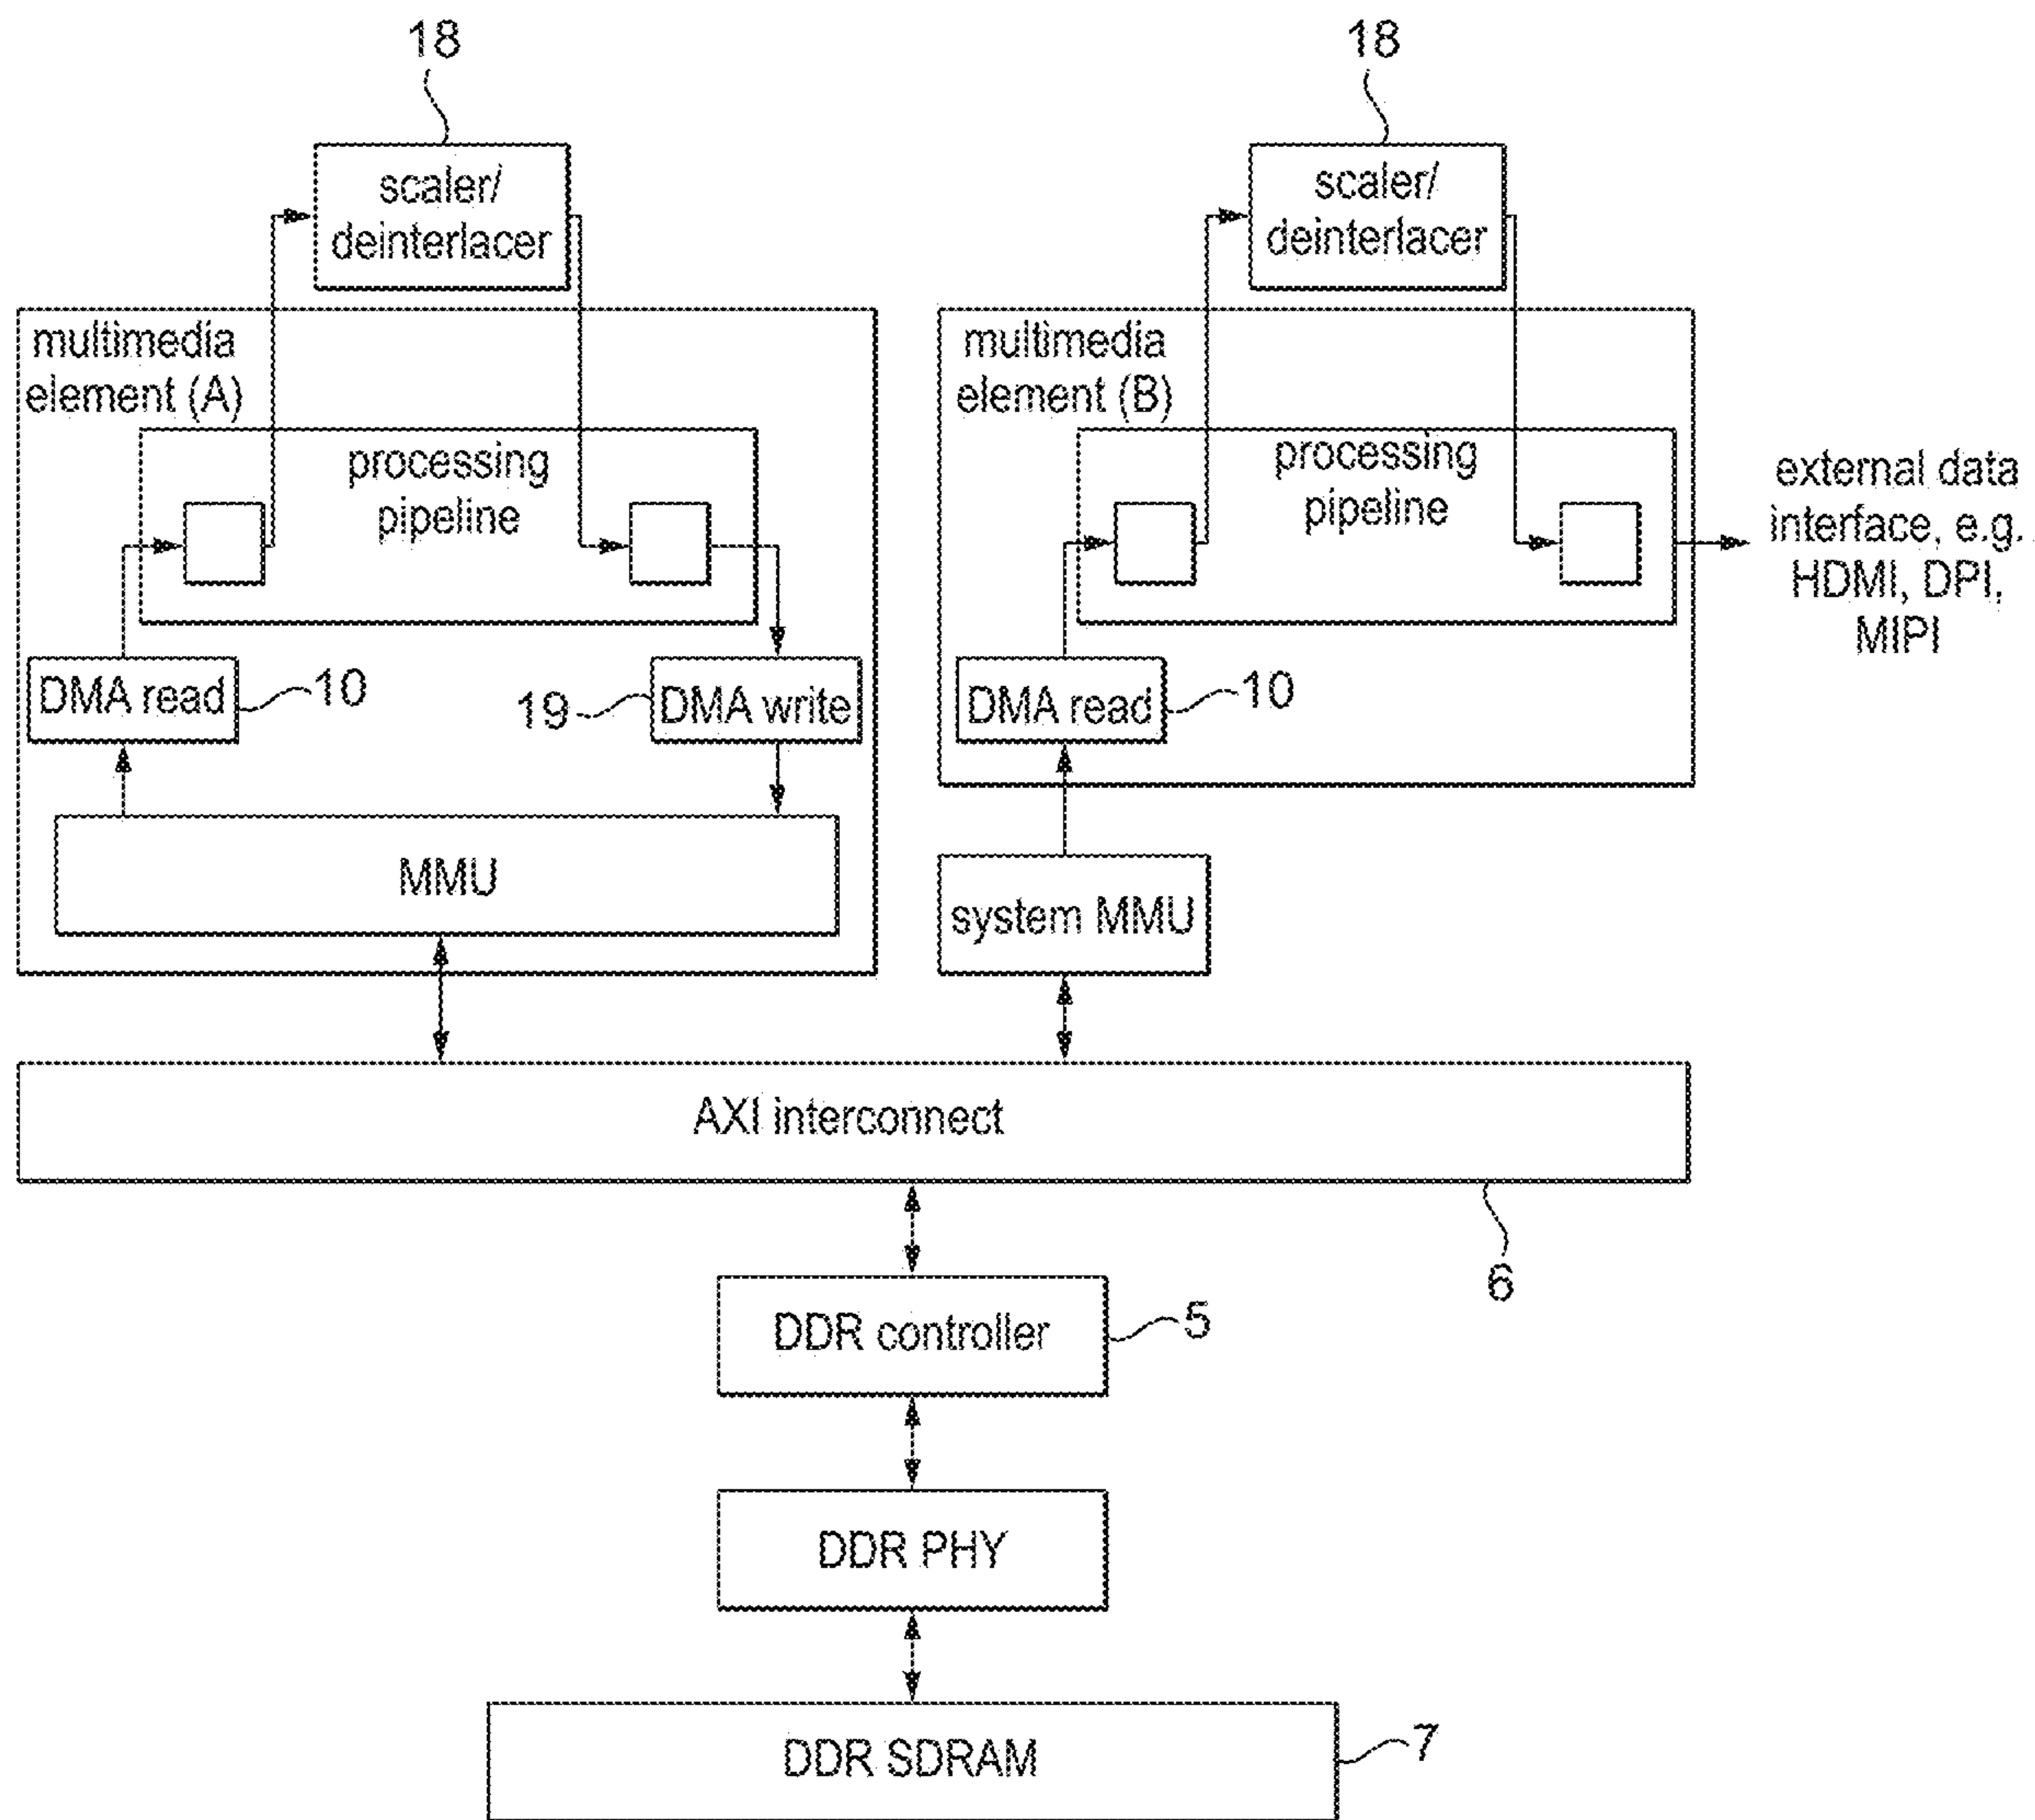 18
18
scaler/
deinterlacer
scaler/
deinterlacer
multimedia
element (A)
multimedia
element (B)
processing
pipeline
processing
pipeline
external data
interface, e.g.
HDMI, DPI,
MIPI
DMA read
10
19
DMA write
DMA read
10
MMU
system MMU
AXI interconnect
6
DDR controller
5
DDR PHY
DDR SDRAM
7